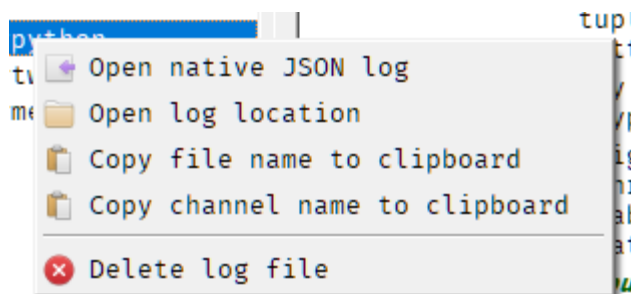 python
Open native JSON log
Open log location
Copy file name to clipboard
Copy channel name to clipboard
Delete log file